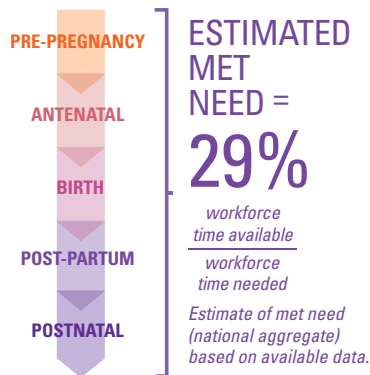 PRE-PREGNANCY
ANTENATAL
BIRTH
POST-PARTUM
POSTNATAL
ESTIMATED
MET
NEED =
29%
workforce
time available
workforce
time needed
Estimate of met need
(national aggregate)
based on available data.